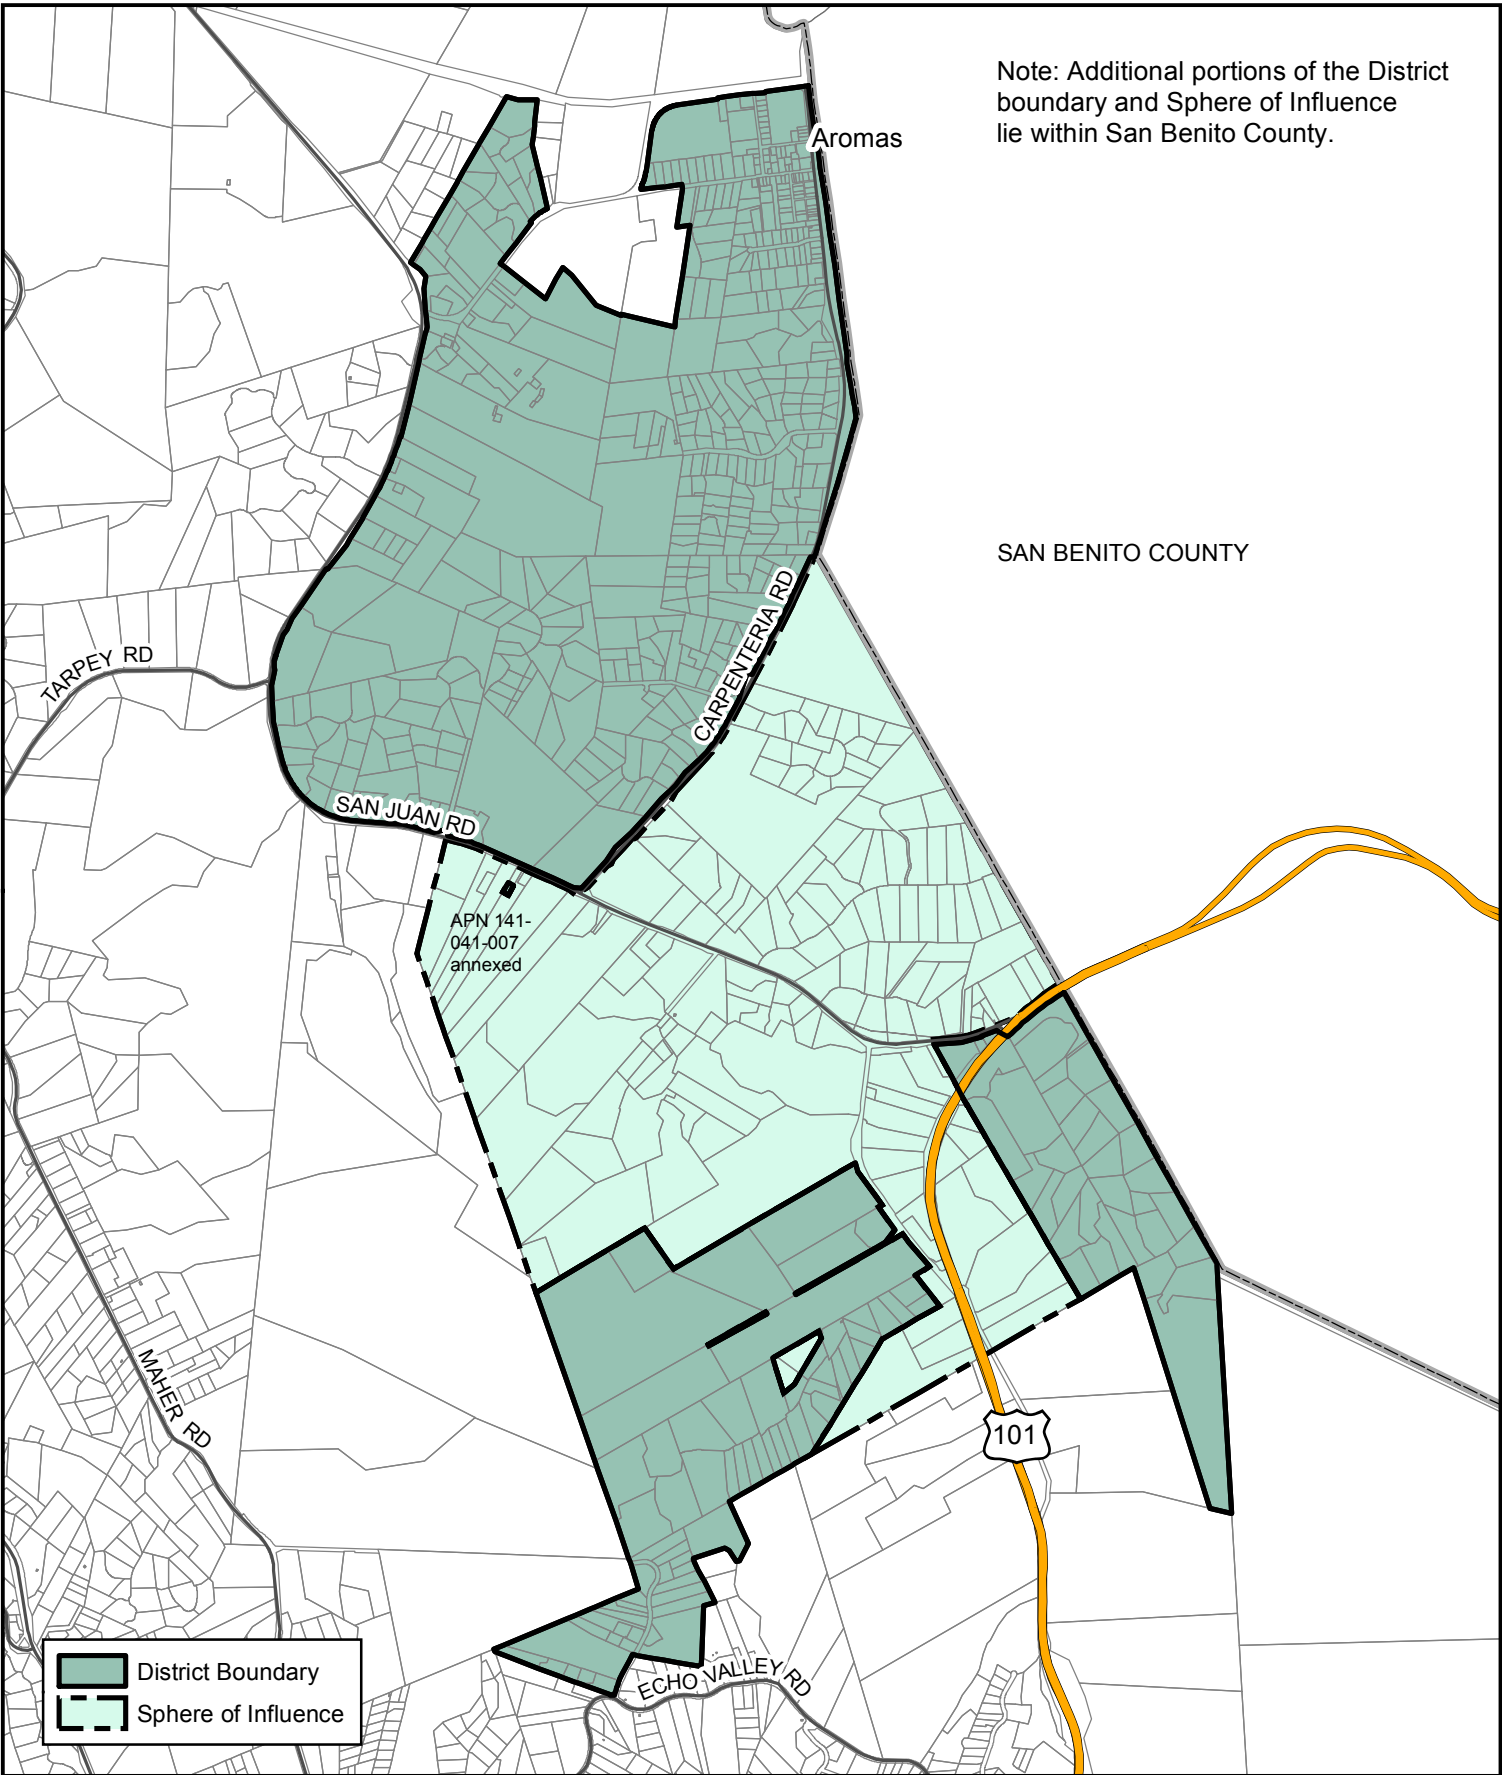 Note: Additional portions of the District
boundary and Sphere of Influence
lie within San Benito County.
Aromas
SAN BENITO COUNTY
CARPENTERIA RD
TARPEY RD
SAN JUAN RD
APN 141-
041-007
annexed
MAHER RD
101
ECHO VALLEY RD
District Boundary
Sphere of Influence